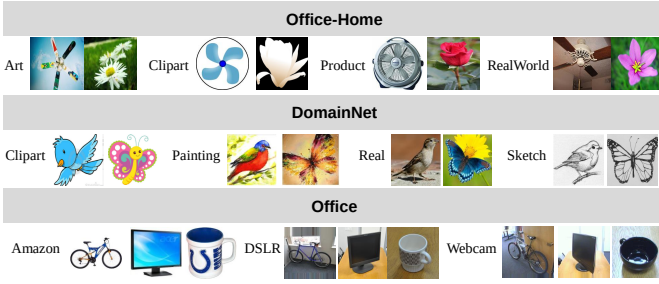 Office-Home
Art Clipart Product RealWorld
DomainNet
Clipart Painting Real Sketch
Office
Amazon DSLR Webcam